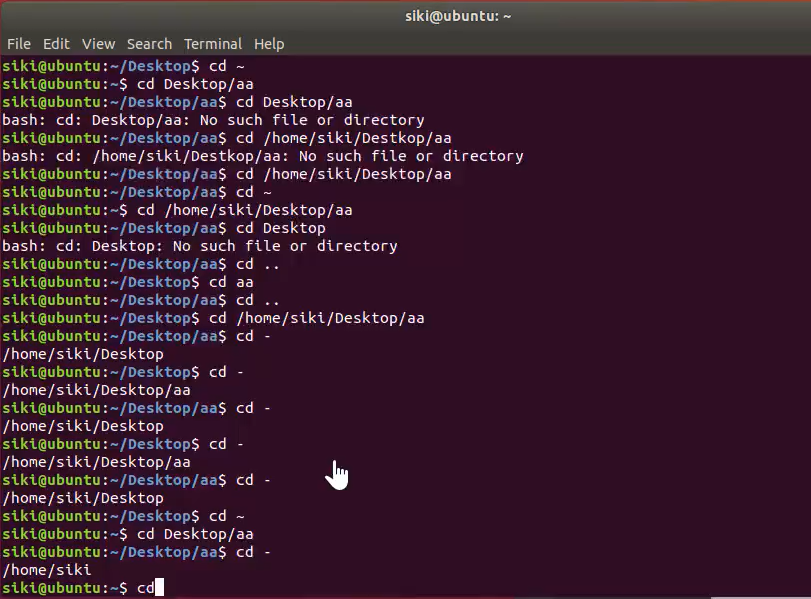 siki@ubuntu: ~
File Edit View Search Terminal Help
siki@ubuntu:~/Desktop$ cd ~
siki@ubuntu:~$ cd Desktop/aa
siki@ubuntu:~/Desktop/aa$ cd Desktop/aa
bash: cd: Desktop/aa: No such file or directory
siki@ubuntu:~/Desktop/aa$ cd /home/siki/Destkop/aa
bash: cd: /home/siki/Destkop/aa: No such file or directory
siki@ubuntu:~/Desktop/aa$ cd /home/siki/Desktop/aa
siki@ubuntu:~/Desktop/aa$ cd ~
siki@ubuntu:~$ cd /home/siki/Desktop/aa
siki@ubuntu:~/Desktop/aa$ cd Desktop
bash: cd: Desktop: No such file or directory
siki@ubuntu:~/Desktop/aa$ cd ..
siki@ubuntu:~/Desktop$ cd aa
siki@ubuntu:~/Desktop/aa$ cd ..
siki@ubuntu:~/Desktop$ cd /home/siki/Desktop/aa
siki@ubuntu:~/Desktop/aa$ cd -
/home/siki/Desktop
siki@ubuntu:~/Desktop$ cd -
/home/siki/Desktop/aa
siki@ubuntu:~/Desktop/aa$ cd -
/home/siki/Desktop
siki@ubuntu:~/Desktop$ cd -
/home/siki/Desktop/aa
siki@ubuntu:~/Desktop/aa$ cd -
/home/siki/Desktop
siki@ubuntu:~/Desktop$ cd ~
siki@ubuntu:~$ cd Desktop/aa
siki@ubuntu:~/Desktop/aa$ cd -
/home/siki
siki@ubuntu:~$ cd